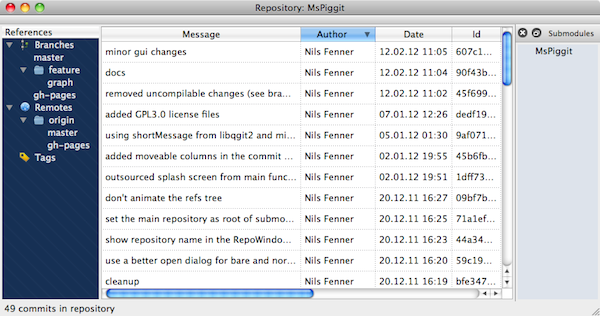 Repository: MsPiggit
References
Branches
master
feature
graph
gh-pages
Remotes
origin
master
gh-pages
Tags
Message Author Date Id
minor gui changes Nils Fenner 12.02.12 11:05 607c1...
docs Nils Fenner 12.02.12 11:04 90f43b...
removed uncompilable changes (see bra... Nils Fenner 12.02.12 11:02 45f699...
added GPL3.0 license files Nils Fenner 07.01.12 12:26 dedf19...
using shortMessage from libqgit2 and mi... Nils Fenner 05.01.12 01:30 9af071...
added moveable columns in the commit ... Nils Fenner 02.01.12 19:55 45b6fb...
outsourced splash screen from main func... Nils Fenner 02.01.12 19:51 1dff73...
don't animate the refs tree Nils Fenner 20.12.11 16:27 09bf7b...
set the main repository as root of submo... Nils Fenner 20.12.11 16:25 71a1ef...
show repository name in the RepoWindo... Nils Fenner 20.12.11 16:23 44a34...
use a better open dialog for bare and nor... Nils Fenner 20.12.11 16:20 59c19...
cleanup Nils Fenner 20.12.11 16:19 bfe347...
Submodules
MsPiggit
49 commits in repository